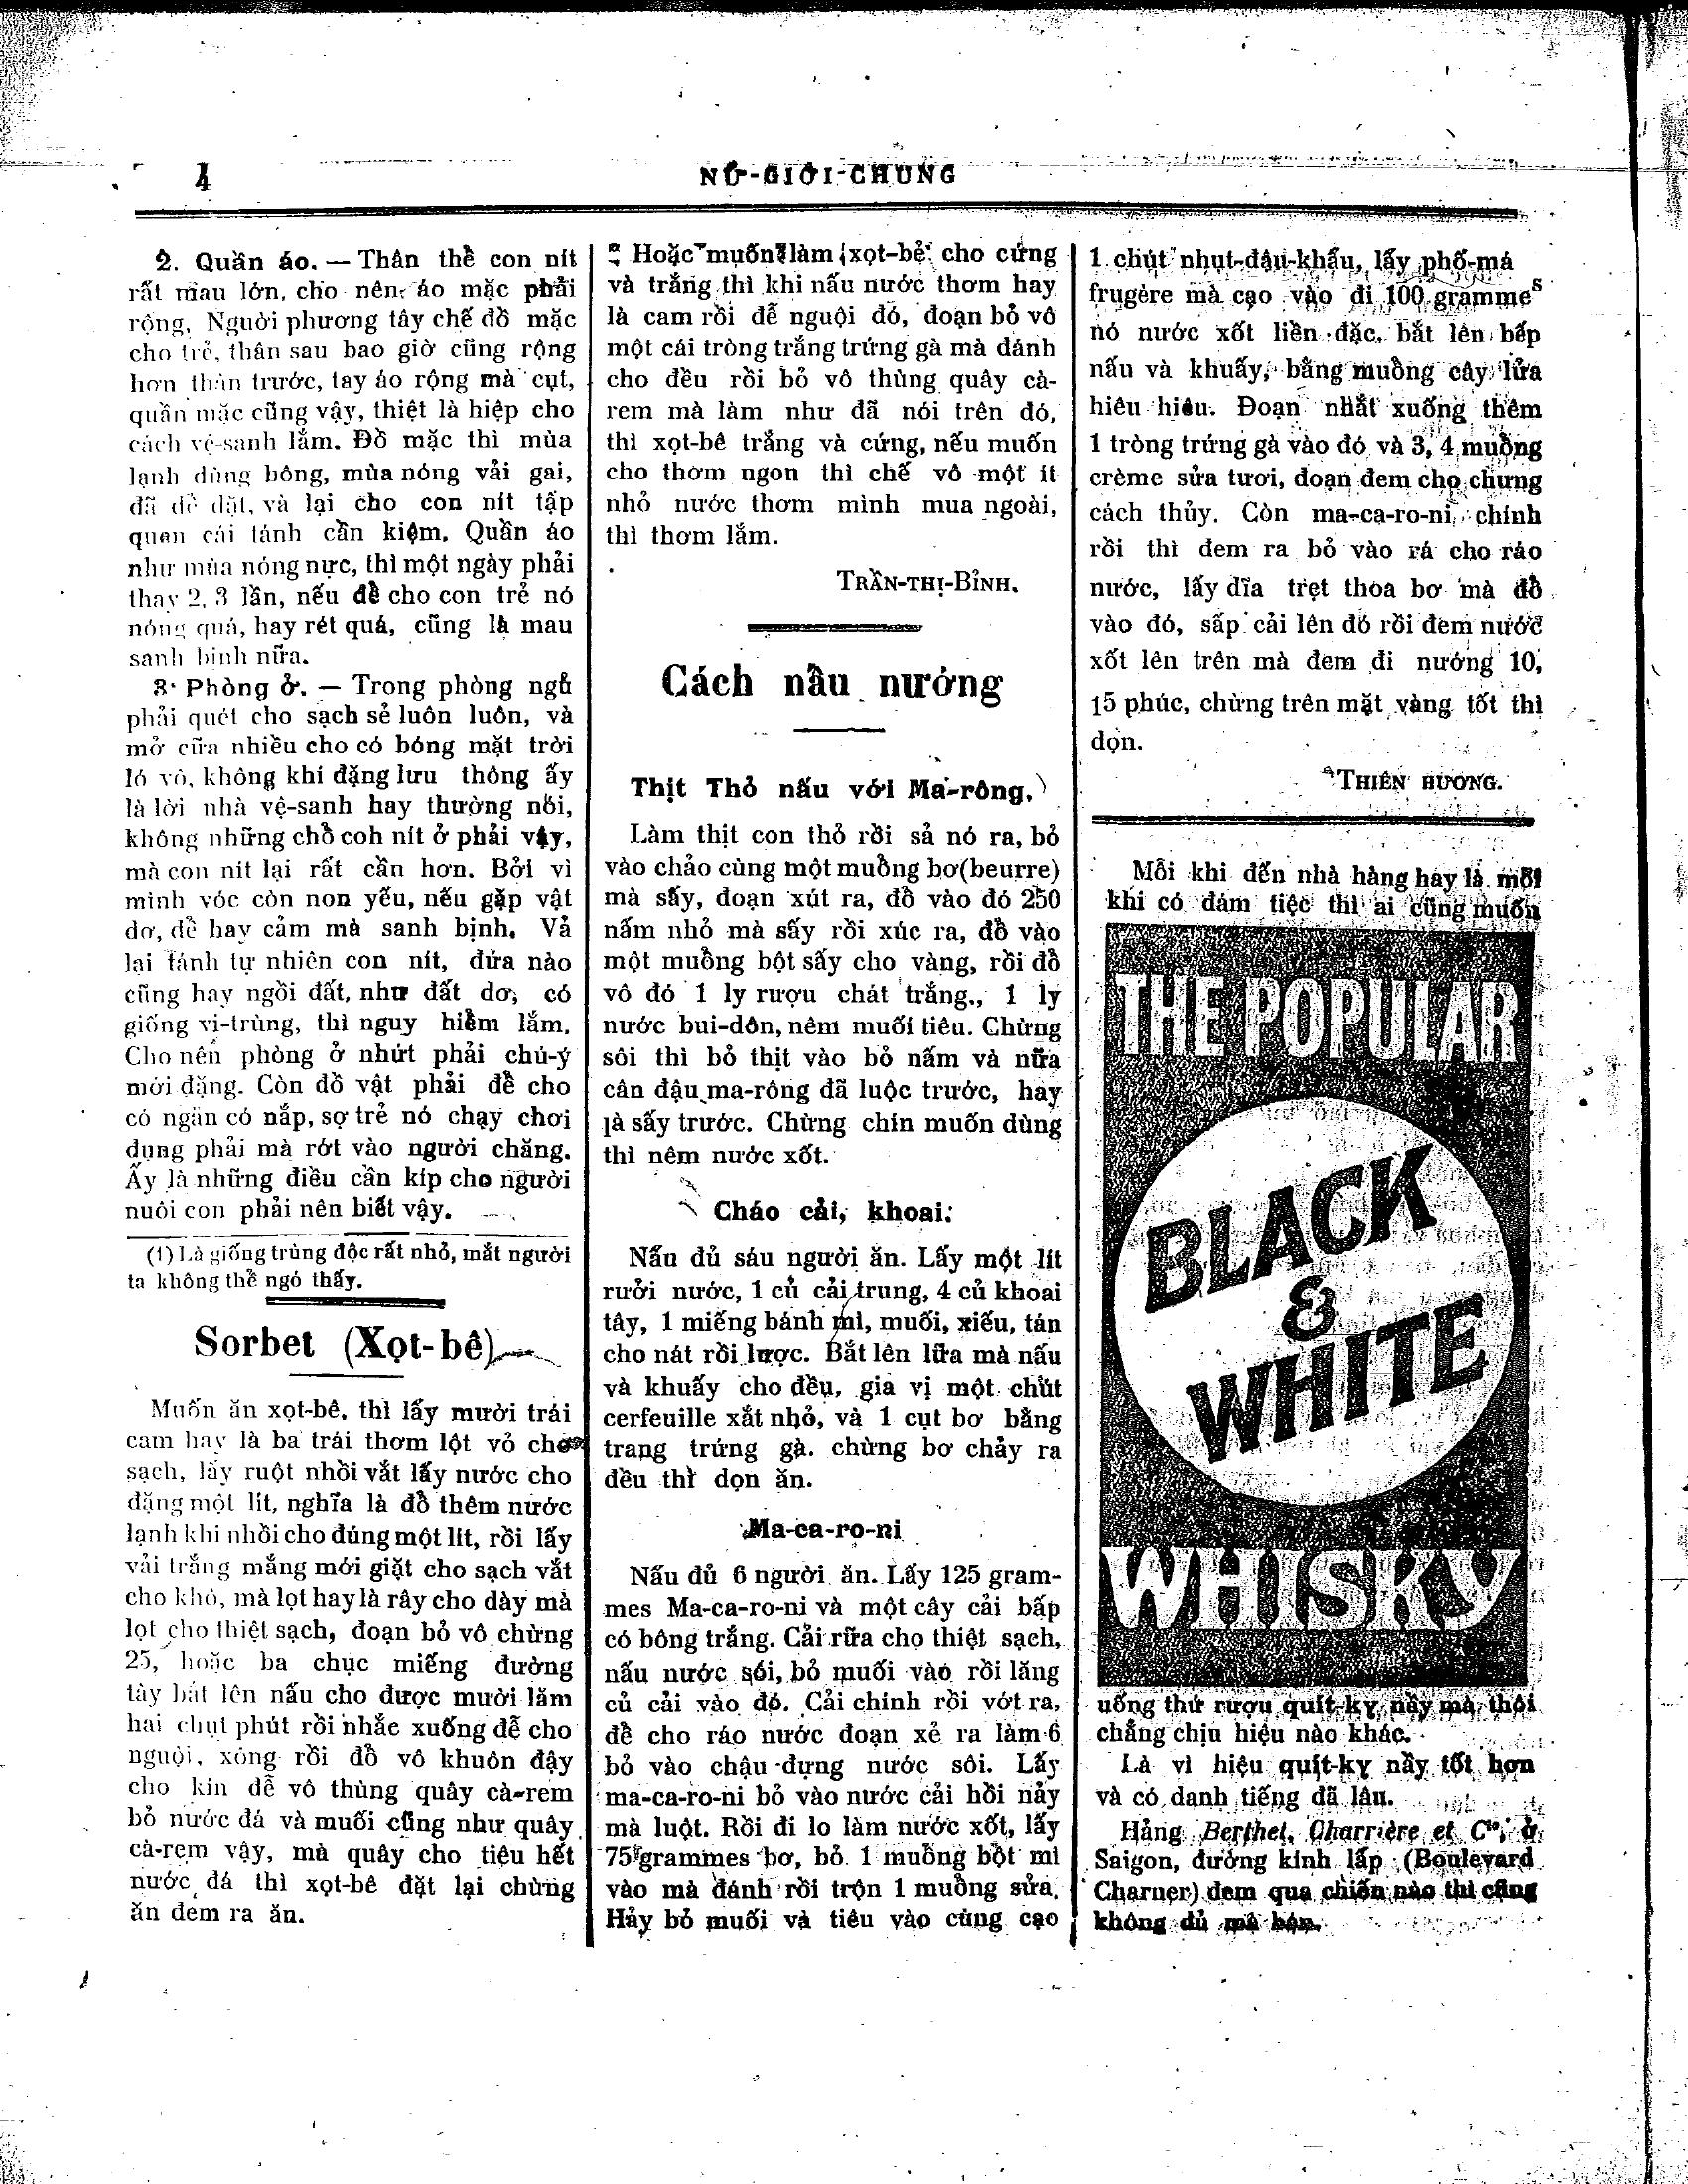 4
NỮ-GIỚI-CHUNG
2. Quần áo. — Thân thể con nít
rất mau lớn, cho nên áo mặc phải
rộng, Người phương tây chế đồ mặc
cho trẻ, thân sau bao giờ cũng rộng
hơn thân trước, tay áo rộng mà cụt,
quần mặc cũng vậy, thiệt là hiệp cho
cách vệ-sanh lắm. Đồ mặc thì mùa
lạnh dùng bông, mùa nóng vải gai,
đã dè dặt, và lại cho con nít tập
quen cái tánh cần kiệm. Quần áo
như mùa nóng nực, thì một ngày phải
thay 2, 3 lần, nếu để cho con trẻ nó
nóng quá, hay rét quá, cũng là mau
sanh binh nữa.
3· Phòng ở. — Trong phòng ngủ
phải quét cho sạch sẻ luôn luôn, và
mở cữa nhiều cho có bóng mặt trời
ló vô, không khí đặng lưu thông ấy
là lời nhà vệ-sanh hay thường nói,
không những chồ coh nít ở phải vậy,
mà con nít lại rất cần hơn. Bởi vì
mình vóc còn non yếu, nếu gặp vật
dơ, dể hay cảm mà sanh bịnh. Vả
lại tánh tự nhiên con nít, đứa nào
cũng hay ngồi đất, như đất dơ, có
giống vi-trùng, thì nguy hiểm lắm.
Cho nên phòng ở nhứt phải chú-ý
mới đặng. Còn đồ vật phải để cho
có ngăn có nắp, sợ trẻ nó chạy chơi
dụng phải mà rớt vào người chăng.
Ấy là những điều cần kíp cho người
nuôi con phải nên biết vậy.
(1) Là giống trùng độc rất nhỏ, mắt người
ta không thể ngó thấy.
Sorbet (Xọt-bê)
Muốn ăn xọt-bê, thì lấy mười trái
cam hay là ba trái thơm lột vỏ cho
sạch, lấy ruột nhồi vắt lấy nước cho
đặng một lít, nghĩa là đồ thêm nước
lạnh khi nhồi cho đúng một lít, rồi lấy
vải trắng mắng mới giặt cho sạch vắt
cho khô, mà lọt hay là rây cho dày mà
lọt cho thiệt sạch, đoạn bỏ vô chừng
25, hoặc ba chục miếng đường
tây bắt lên nấu cho được mười lăm
hai chụt phút rồi nhắc xuống để cho
nguội, xong rồi đổ vô khuôn đậy
cho kín để vô thùng quây cà-rem
bỏ nước đá và muối cũng như quây
cà-rem vậy, mà quây cho tiệu hết
nước đá thì xọt-bê đặt lại chừng
ăn đem ra ăn.
Hoặc muốn làm xọt-bê cho cứng
và trắng thì khi nấu nước thơm hay
là cam rồi để nguội đó, đoạn bỏ vô
một cái tròng trắng trứng gà mà đánh
cho đều rồi bỏ vô thùng quây cà-
rem mà làm như đã nói trên đó,
thì xọt-bê trắng và cứng, nếu muốn
cho thơm ngon thì chế vô một ít
nhỏ nước thơm mình mua ngoài,
thì thơm lắm.
TRẦN-THỊ-BỈNH.
Cách nầu nướng
Thịt Thỏ nấu với Ma-rông.
Làm thịt con thỏ rồi sả nó ra, bỏ
vào chảo cùng một muồng bơ(beurre)
mà sấy, đoạn xút ra, đổ vào đó 250
nấm nhỏ mà sấy rồi xúc ra, đổ vào
một muồng bột sấy cho vàng, rồi đồ
vô đó 1 ly rượu chát trắng., 1 ly
nước bui-dôn, nêm muối tiêu. Chừng
sôi thì bỏ thịt vào bỏ nấm và nữa
cân đậu ma-rông đã luộc trước, hay
là sấy trước. Chừng chín muốn dùng
thì nêm nước xốt.
Cháo cải, khoai.
Nấu đủ sáu người ăn. Lấy một lít
rưởi nước, 1 củ cải trung, 4 củ khoai
tây, 1 miếng bánh mì, muối, xiếu, tán
cho nát rồi lược. Bắt lên lữa mà nấu
và khuấy cho đều, gia vị một chút
cerfeuille xắt nhỏ, và 1 cụt bơ bằng
trang trứng gà. chừng bơ chảy ra
đều thì dọn ăn.
Ma-ca-ro-ni
Nấu đủ 6 người ăn. Lấy 125 gram-
mes Ma-ca-ro-ni và một cây cải bấp
có bông trắng. Cải rữa cho thiệt sạch,
nấu nước sôi, bỏ muối vào rồi lăng
củ cải vào đó. Cải chính rồi vớt ra,
để cho ráo nước đoạn xẻ ra làm 6
bỏ vào chậu đựng nước sôi. Lấy
ma-ca-ro-ni bỏ vào nước cải hồi nảy
mà luột. Rồi đi lo làm nước xốt, lấy
75 grammes bơ, bỏ 1 muồng bột mì
vào mà đánh rồi trộn 1 muồng sửa.
Hảy bỏ muối và tiêu vào cùng cạo
1 chút nhụt-đậu-khấu, lấy phố-má
frugère mà cạo vào đi 100 grammes
nó nước xốt liền đặc, bắt lên bếp
nấu và khuấy, bằng muồng cây, lửa
hiêu hiêu. Đoạn nhắt xuống thêm
1 tròng trứng gà vào đó và 3, 4 muồng
crème sửa tươi, đoạn đem cho chưng
cách thủy. Còn ma-ca-ro-ni chính
rồi thì đem ra bỏ vào rá cho ráo
nước, lấy dĩa trẹt thoa bơ mà đồ
vào đó, sấp cải lên đó rồi đem nước
xốt lên trên mà đem đi nướng 10,
15 phúc, chừng trên mặt vàng tốt thì
dọn.
THIÊN HƯƠNG.
Mỗi khi đến nhà hàng hay là mỗi
khi có đám tiệc thì ai cũng muốn
THE POPULAR
BLACK
&
WHITE
WHISKY
uống thứ rượu quít-ky nầy mà thôi
chẳng chịu hiệu nào khác.
Là vì hiệu quít-ky nầy tốt hơn
và có danh tiếng đã lâu.
Hảng Berthet, Charrière et Cie, ở
Saigon, đường kinh lấp (Boulevard
Charner) đem qua chiến nào thì cũng
không đủ mà bán.